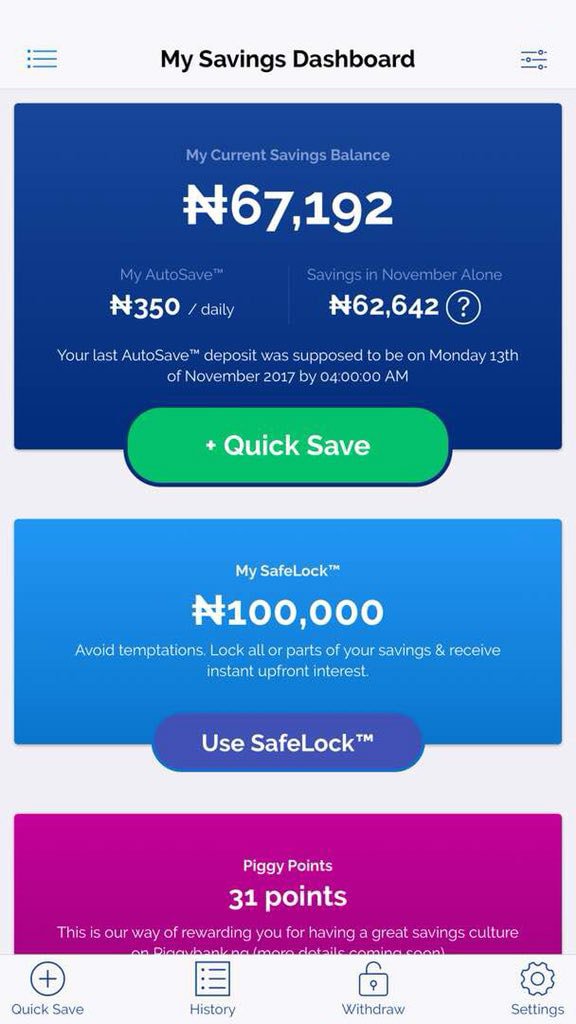 My Savings Dashboard
My Current Savings Balance
₦67,192
My AutoSave™
₦350 / daily
Savings in November Alone
₦62,642 ?
Your last AutoSave™ deposit was supposed to be on Monday 13th
of November 2017 by 04:00:00 AM
+ Quick Save
My SafeLock™
₦100,000
Avoid temptations. Lock all or parts of your savings & receive
instant upfront interest.
Use SafeLock™
Piggy Points
31 points
This is our way of rewarding you for having a great savings culture
on Piggybank.ng (more details coming soon)
Quick Save
History
Withdraw
Settings